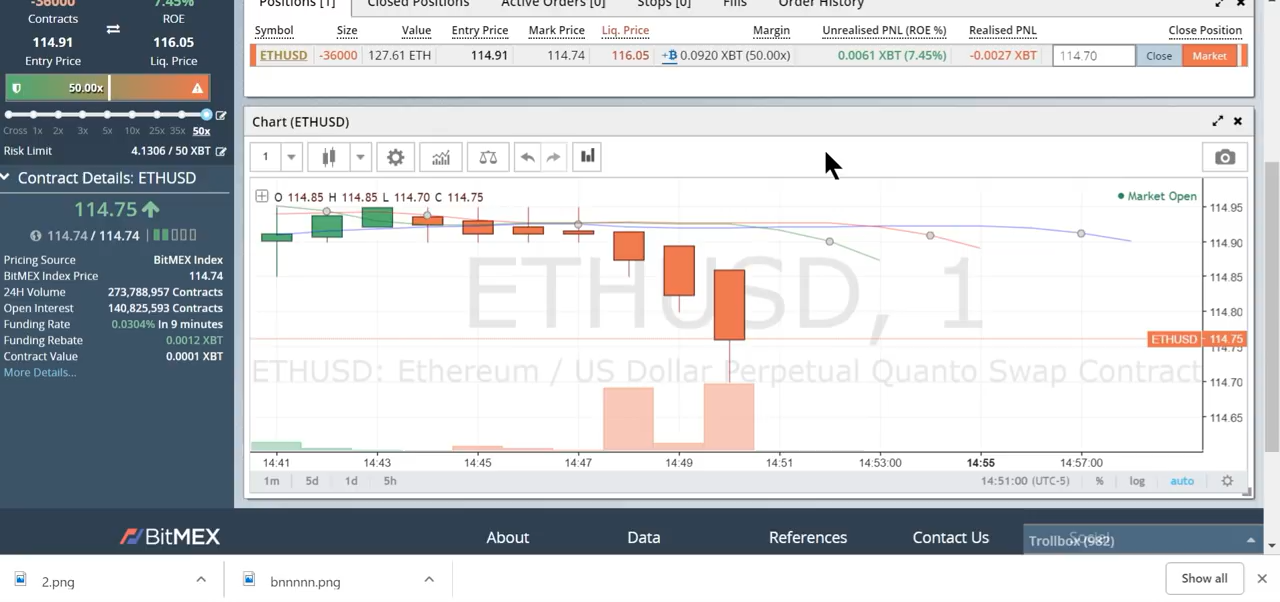 -36000 7.45%
Contracts ROE
114.91 116.05
Entry Price Liq. Price
50.00x
Cross 1x 2x 3x 5x 10x 25x 35x 50x
Risk Limit 4.1306 / 50 XBT
Contract Details: ETHUSD
114.75
114.74 / 114.74
Pricing Source BitMEX Index
BitMEX Index Price 114.74
24H Volume 273,788,957 Contracts
Open Interest 140,825,593 Contracts
Funding Rate 0.0304% In 9 minutes
Funding Rebate 0.0012 XBT
Contract Value 0.0001 XBT
More Details...
Positions [1] Closed Positions Active Orders [0] Stops [0] Fills Order History
Symbol Size Value Entry Price Mark Price Liq. Price Margin Unrealised PNL (ROE %) Realised PNL Close Position
ETHUSD -36000 127.61 ETH 114.91 114.74 116.05 +₿ 0.0920 XBT (50.00x) 0.0061 XBT (7.45%) -0.0027 XBT 114.70 Close Market
Chart (ETHUSD)
1
O 114.85 H 114.85 L 114.70 C 114.75
Market Open
ETHUSD, 1
ETHUSD: Ethereum / US Dollar Perpetual Quanto Swap Contract
114.95
114.90
114.85
114.80
ETHUSD 114.75
114.75
114.70
114.65
14:41 14:43 14:45 14:47 14:49 14:51 14:53:00 14:55 14:57:00
1m 5d 1d 5h 14:51:00 (UTC-5) % log auto
BitMEX About Data References Contact Us Social
Trollbox (982)
2.png bnnnnn.png Show all